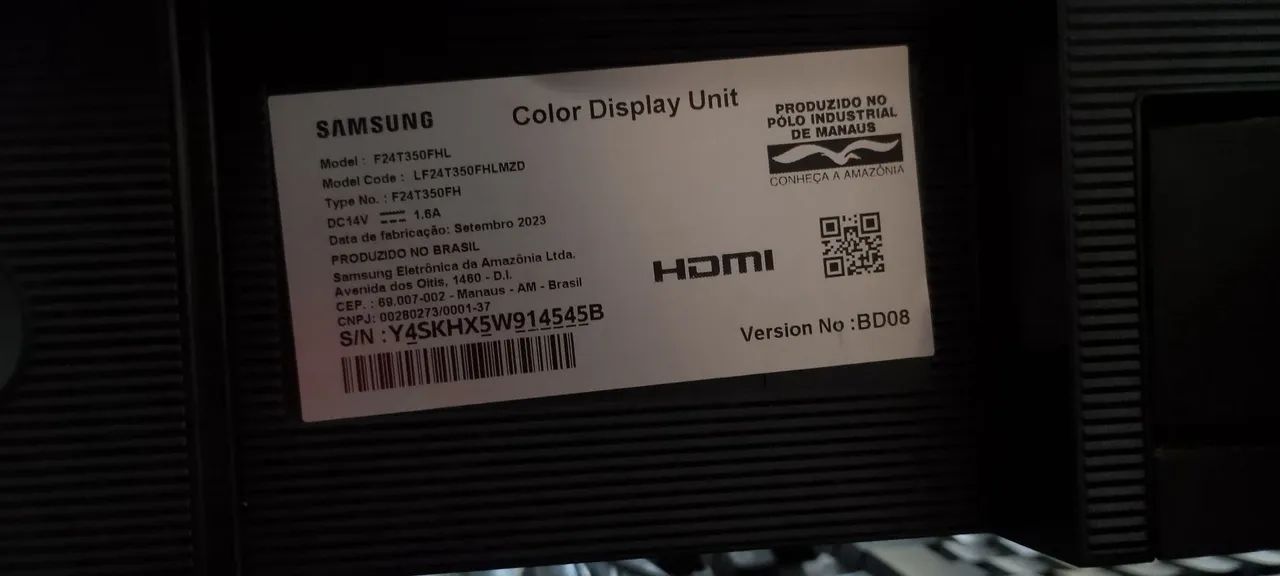 SAMSUNG
Color Display Unit
Model : F24T350FHL
Model Code : LF24T350FHLMZD
Type No. : F24T350FH
DC14V 1.6A
Data de fabricação: Setembro 2023
PRODUZIDO NO BRASIL
Samsung Eletrônica da Amazônia Ltda.
Avenida dos Oitis, 1460 - D.I.
CEP. : 69.007-002 - Manaus - AM - Brasil
CNPJ: 00280273/0001-37
S/N : Y4SKHX5W914545B
PRODUZIDO NO
PÓLO INDUSTRIAL
DE MANAUS
CONHEÇA A AMAZÔNIA
HDMI
Version No :BD08